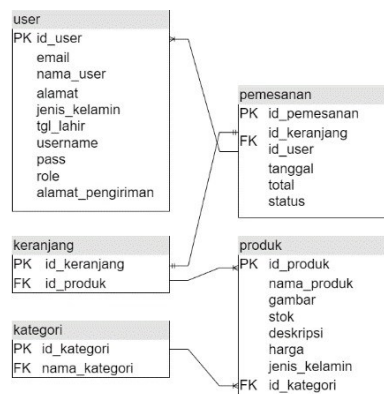 user
PK id_user
email
nama_user
alamat
jenis_kelamin
tgl_lahir
username
pass
role
alamat_pengiriman
pemesanan
PK id_pemesanan
FK id_keranjang
id_user
tanggal
total
status
keranjang
PK id_keranjang
FK id_produk
produk
PK id_produk
nama_produk
gambar
stok
deskripsi
harga
jenis_kelamin
FK id_kategori
kategori
PK id_kategori
FK nama_kategori